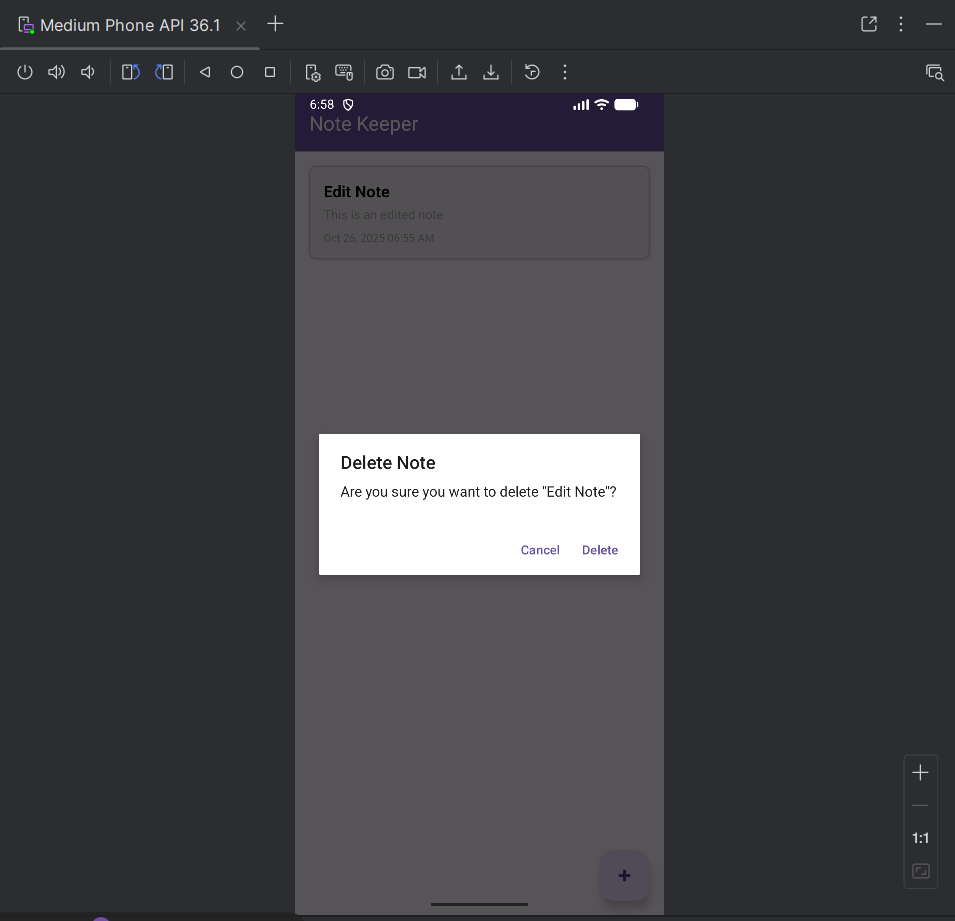 Medium Phone API 36.1
6:58
Note Keeper
Edit Note
This is an edited note
Oct 26, 2025 06:55 AM
Delete Note
Are you sure you want to delete "Edit Note"?
Cancel Delete
1:1